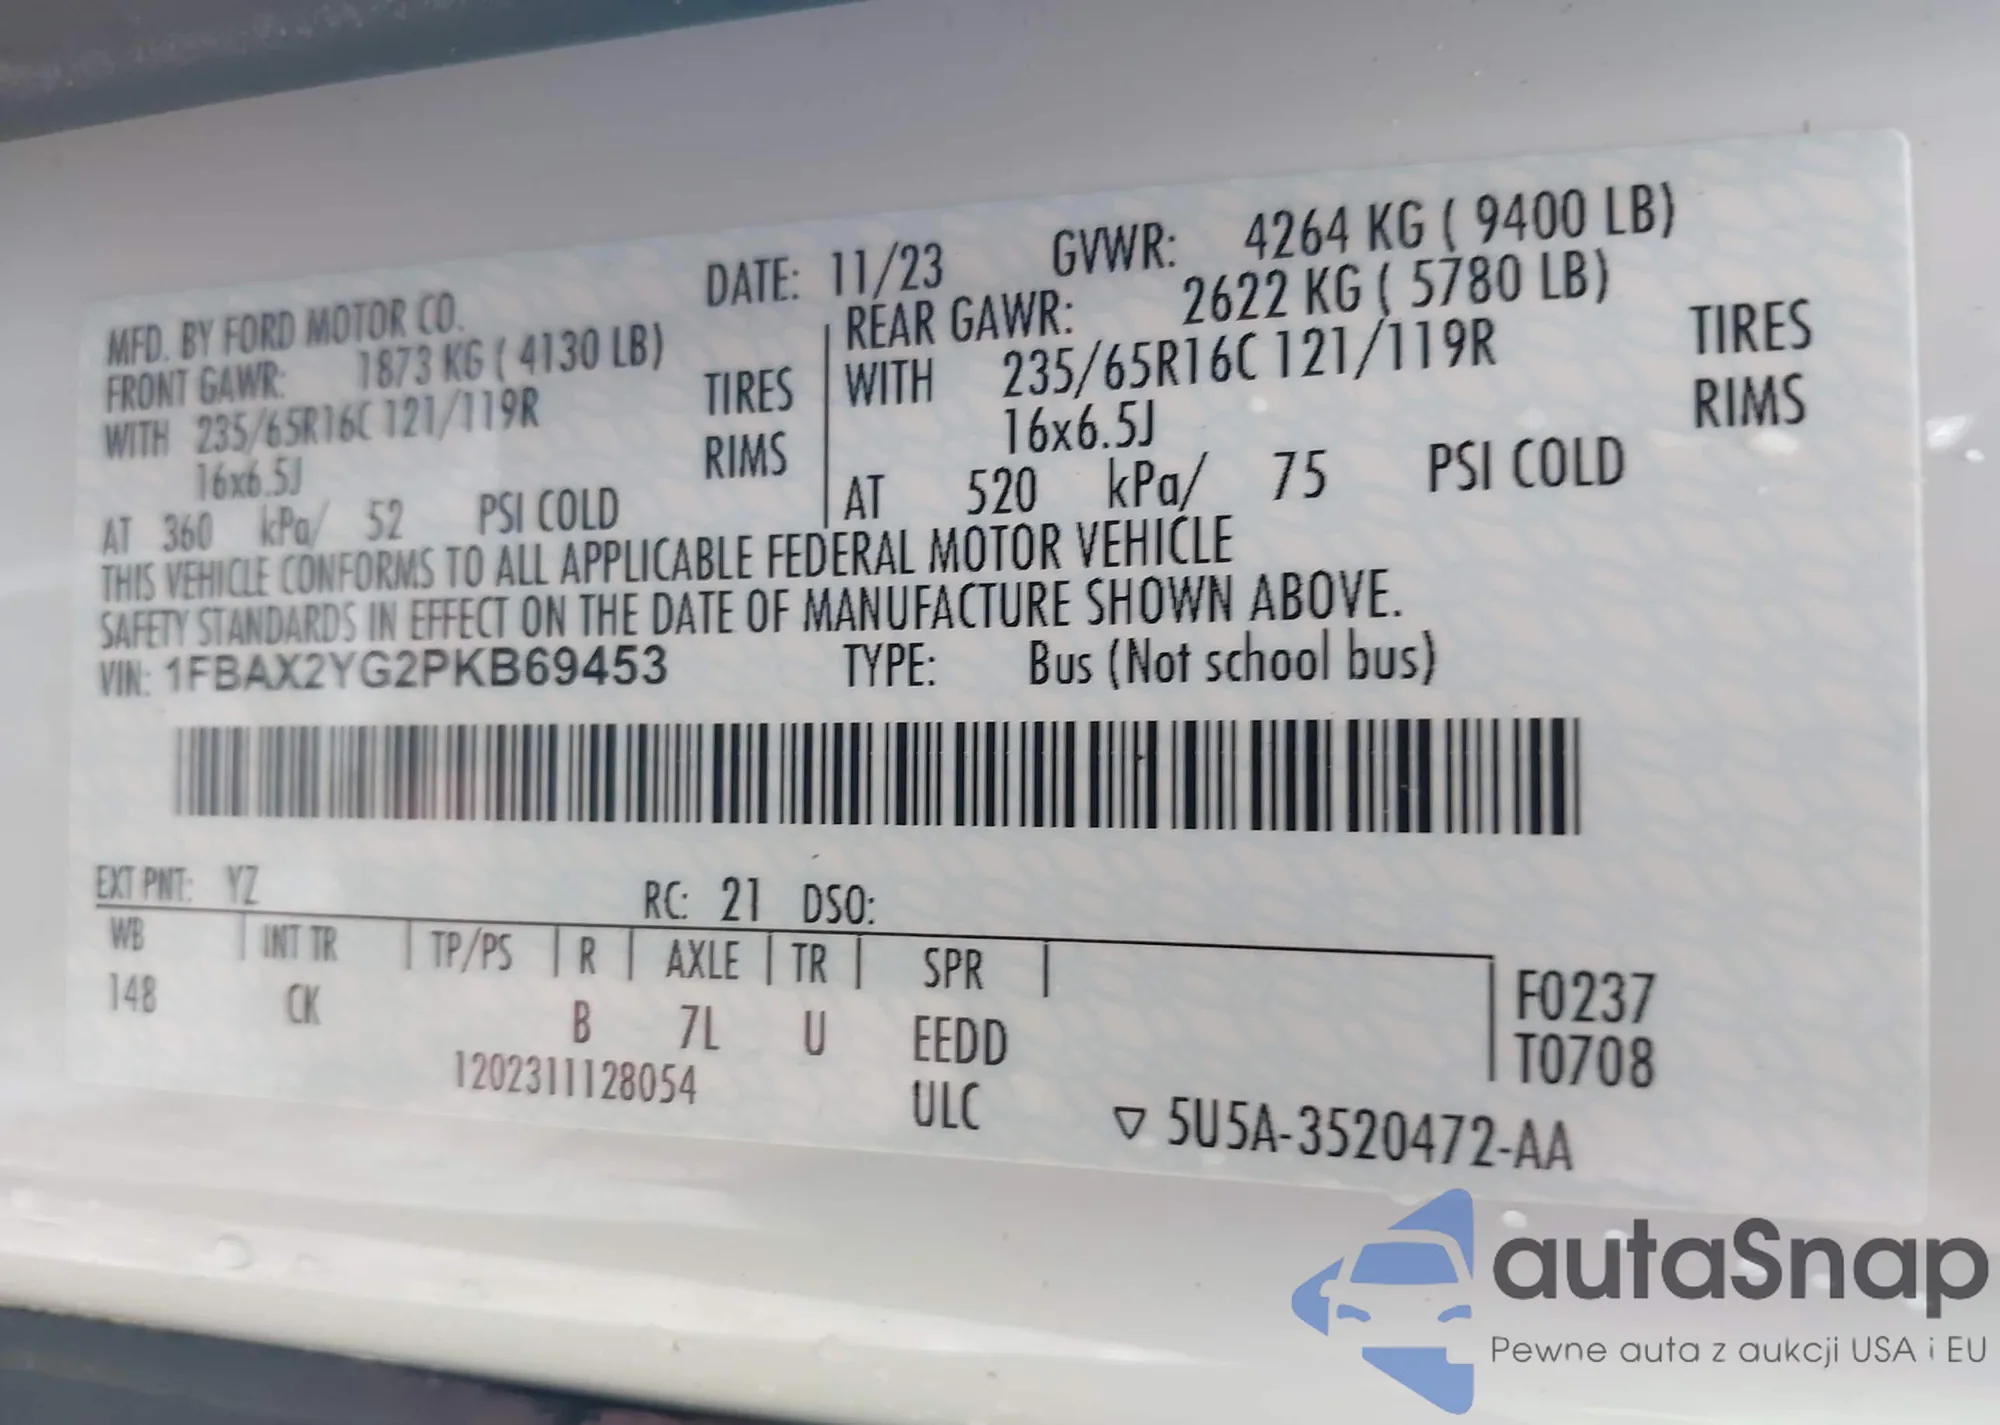 MFD. BY FORD MOTOR CO. DATE: 11/23 GVWR: 4264 KG ( 9400 LB)
FRONT GAWR: 1873 KG ( 4130 LB) REAR GAWR: 2622 KG ( 5780 LB)
WITH 235/65R16C 121/119R TIRES WITH 235/65R16C 121/119R TIRES
16x6.5J RIMS 16x6.5J RIMS
AT 360 kPa/ 52 PSI COLD AT 520 kPa/ 75 PSI COLD
THIS VEHICLE CONFORMS TO ALL APPLICABLE FEDERAL MOTOR VEHICLE
SAFETY STANDARDS IN EFFECT ON THE DATE OF MANUFACTURE SHOWN ABOVE.
VIN: 1FBAX2YG2PKB69453 TYPE: Bus (Not school bus)
EXT PNT: YZ RC: 21 DSO:
WB INT TR TP/PS R AXLE TR SPR F0237
148 CK B 7L U EEDD T0708
1202311128054 ULC ▽ 5U5A-3520472-AA
autaSnap
Pewne auta z aukcji USA i EU